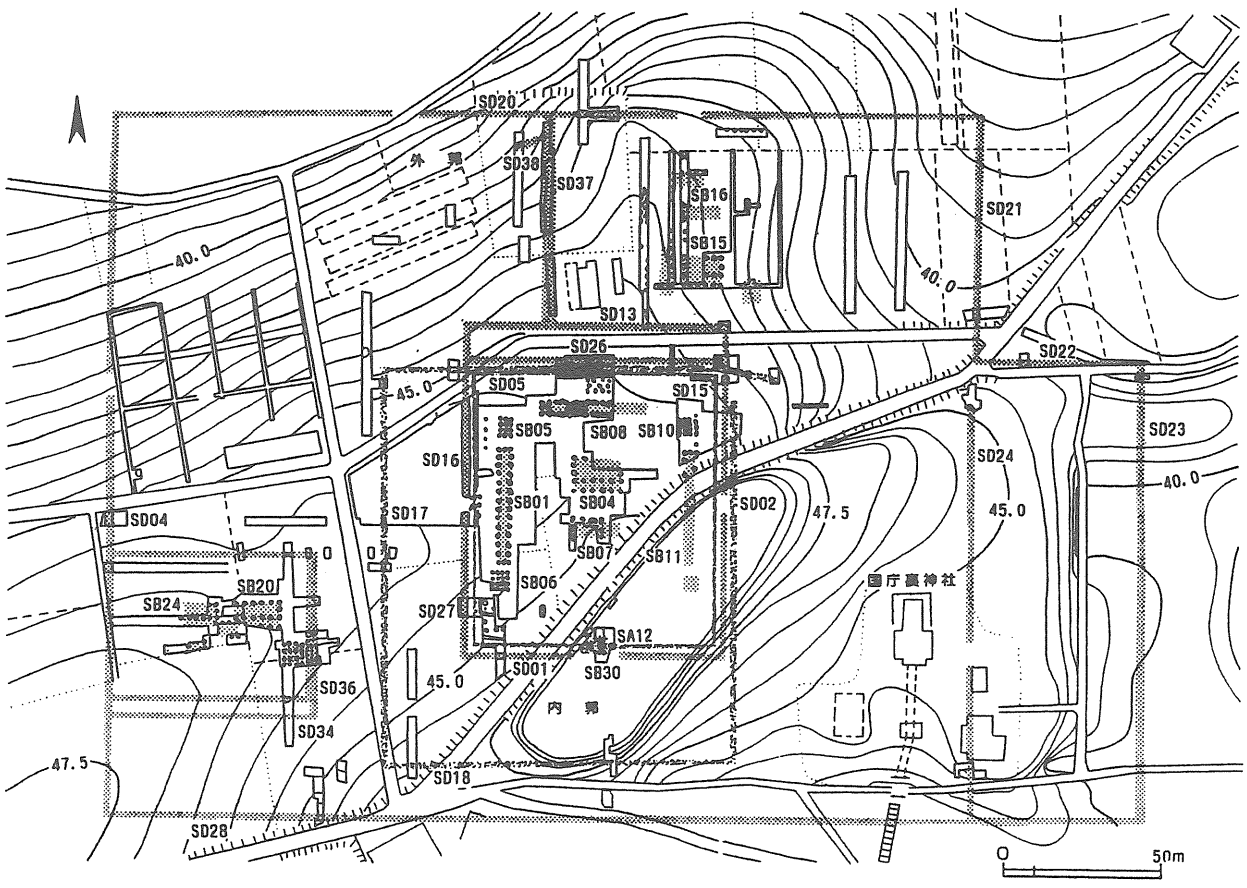 SD20
外郭
SD38
SD37
SB16
SD21
SB15
40.0
40.0
SD13
SD22
SD26
45.0
SD05
SD15
SB05
SB08
SB10
SD23
SD16
SD24
40.0
SB01
SB04
SD02
47.5
45.0
SD04
SD17
SB07
SB11
国庁裏神社
SB20
SB06
SB24
SD27
SA12
SD01
SB30
SD36
45.0
内郭
SD34
47.5
SD18
SD28
0
50m